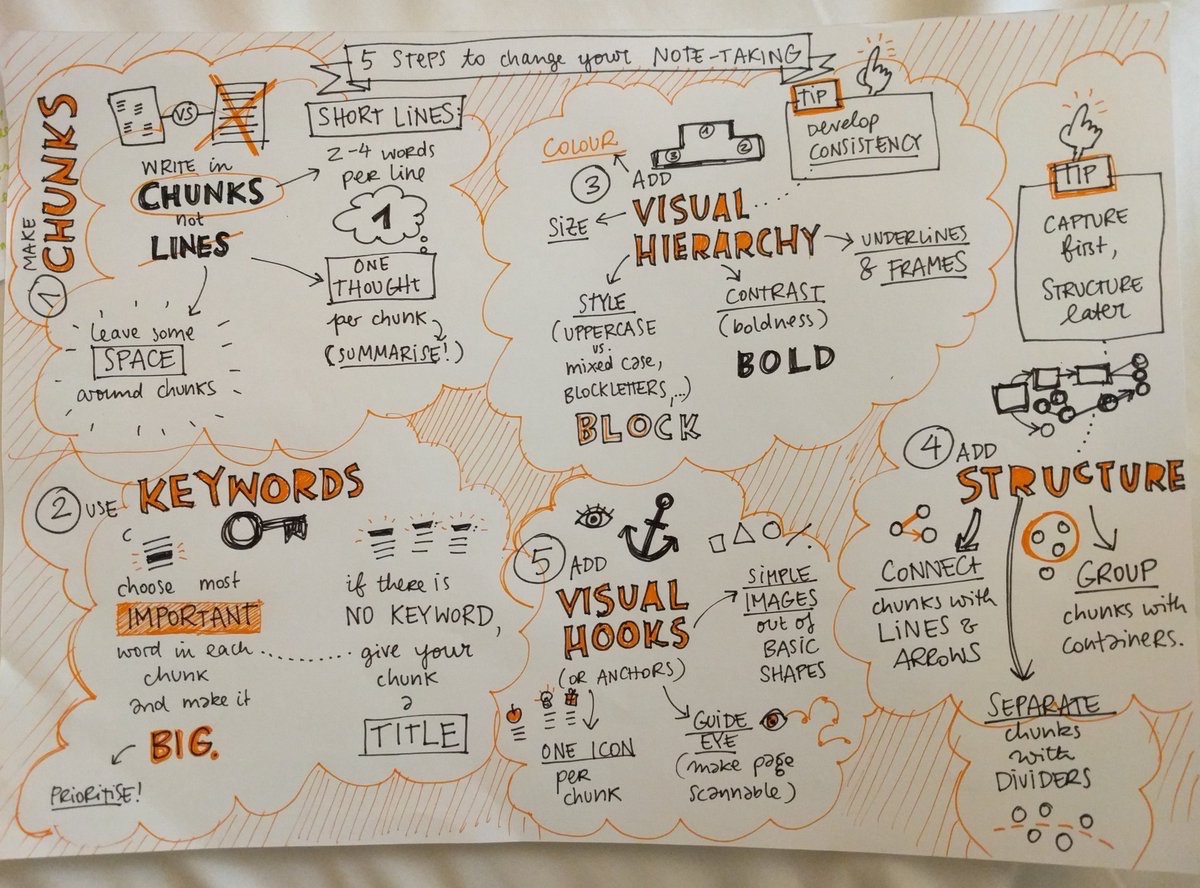 5 STEPS to change your NOTE-TAKING
1 MAKE
CHUNKS
VS
WRITE in
CHUNKS
not
LINES
SHORT LINES:
2-4 words
per line
1
ONE
THOUGHT
per chunk
(SUMMARISE!)
leave some
SPACE
around chunks
2 USE KEYWORDS
choose most
IMPORTANT
word in each
chunk
and make it
BIG.
PRIORITISE!
if there is
NO KEYWORD,
give your
chunk
a
TITLE
3 ADD
VISUAL
HIERARCHY
1
2
3
COLOUR
SIZE
STYLE
(UPPERCASE
vs.
mixed case,
BLOCKLETTERS,...)
BLOCK
CONTRAST
(boldness)
BOLD
UNDERLINES
& FRAMES
TIP
DEVELOP
CONSISTENCY
TIP
CAPTURE
first,
STRUCTURE
later
4 ADD
STRUCTURE
CONNECT
chunks with
LINES &
ARROWS
GROUP
chunks with
containers.
SEPARATE
chunks
with
DIVIDERS
5 ADD
VISUAL
HOOKS
(OR ANCHORS)
SIMPLE
IMAGES
out of
BASIC
SHAPES
ONE ICON
per
chunk
GUIDE
EYE
(make page
scannable)